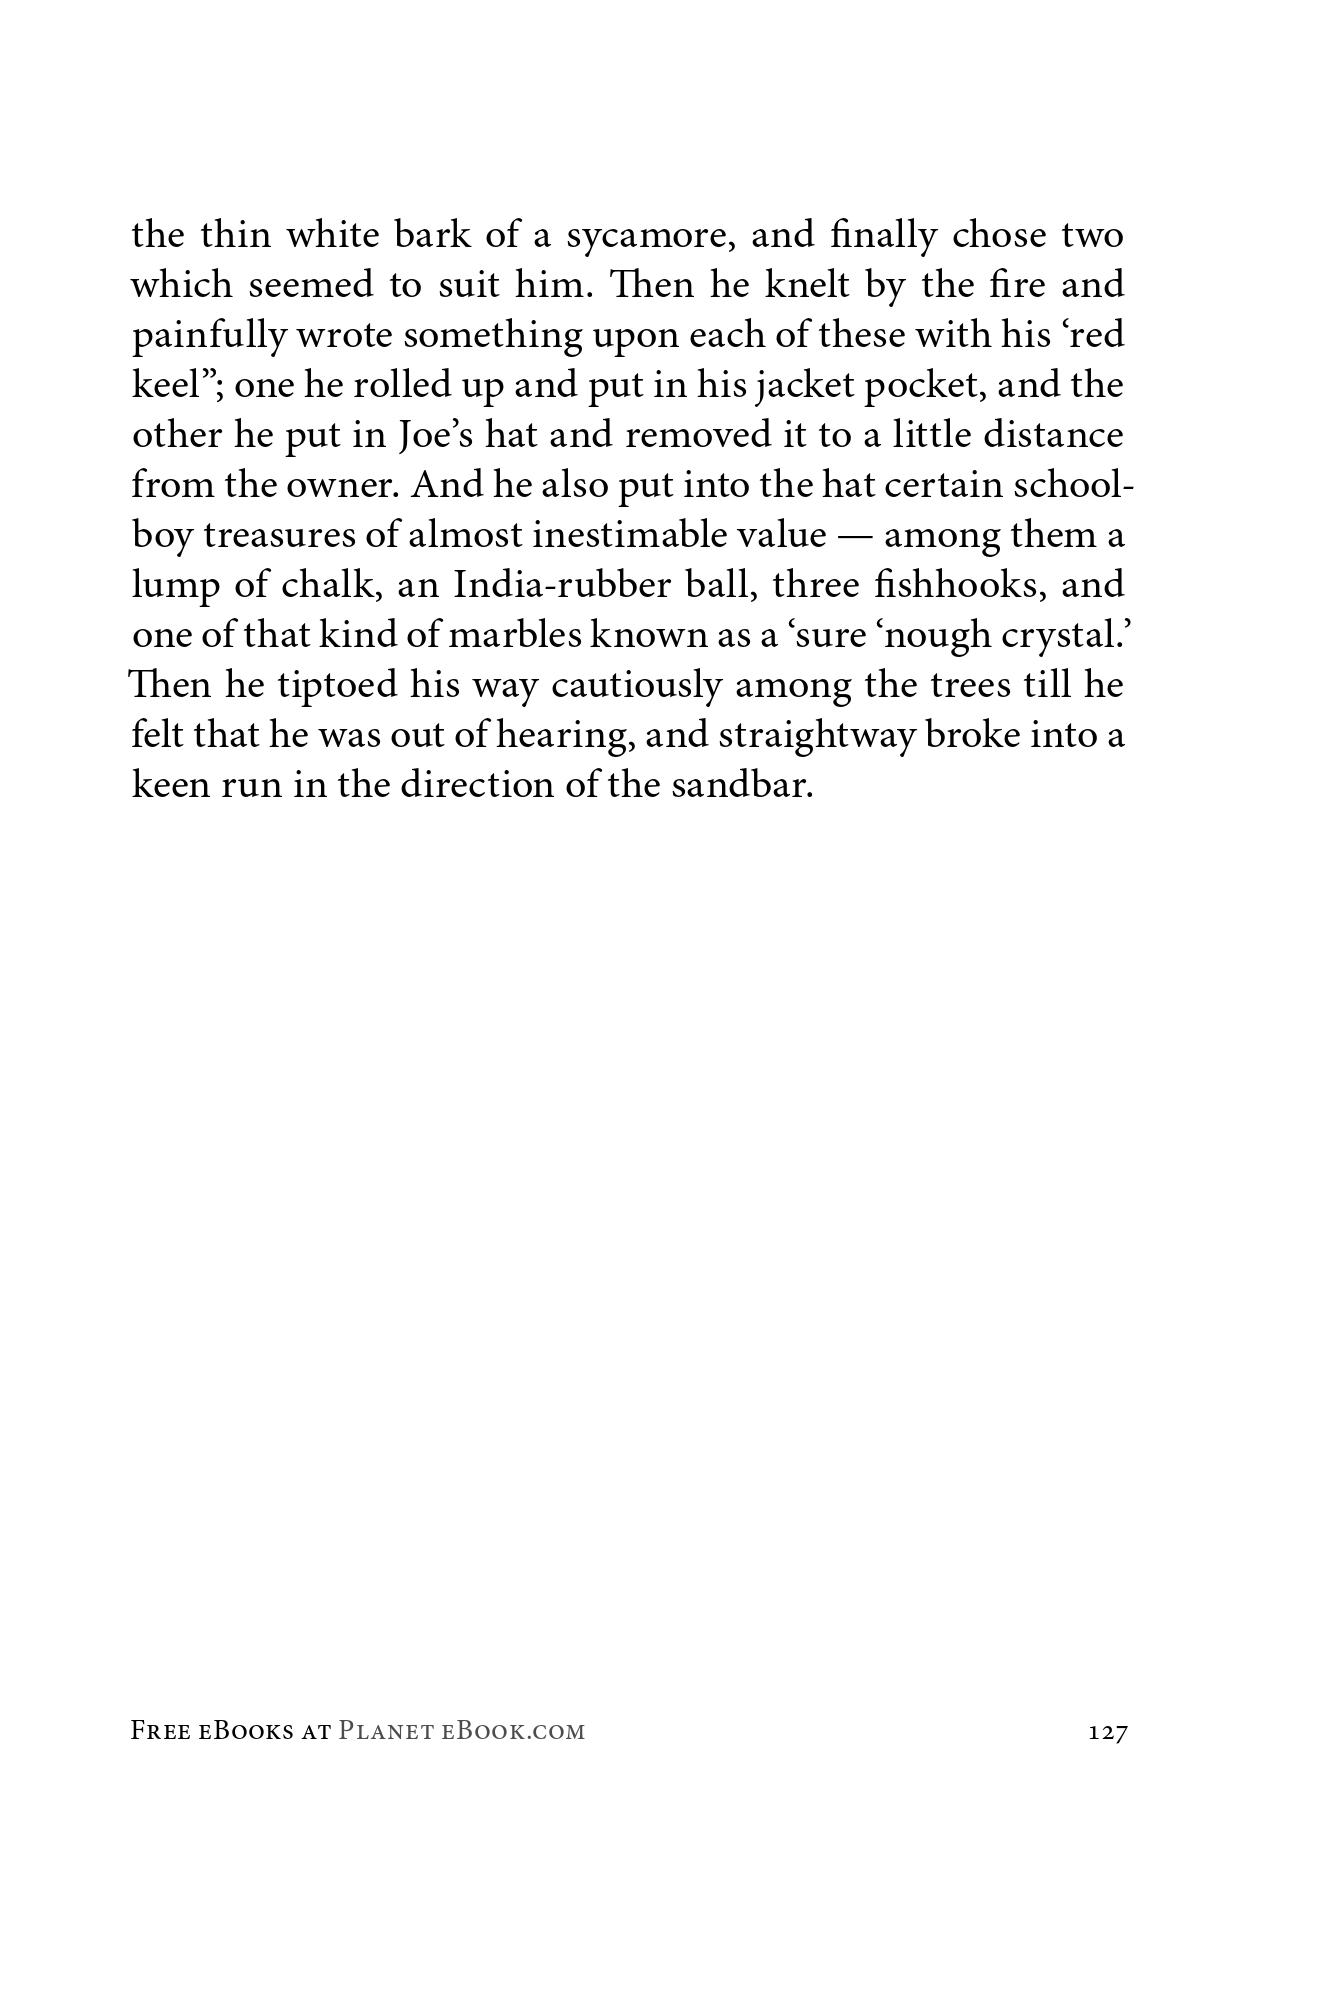 the thin white bark of a sycamore, and finally chose two
which seemed to suit him. Then he knelt by the fire and
painfully wrote something upon each of these with his ‘red
keel”; one he rolled up and put in his jacket pocket, and the
other he put in Joe’s hat and removed it to a little distance
from the owner. And he also put into the hat certain school-
boy treasures of almost inestimable value — among them a
lump of chalk, an India-rubber ball, three fishhooks, and
one of that kind of marbles known as a ‘sure ‘nough crystal.’
Then he tiptoed his way cautiously among the trees till he
felt that he was out of hearing, and straightway broke into a
keen run in the direction of the sandbar.
Free eBooks at Planet eBook.com 127